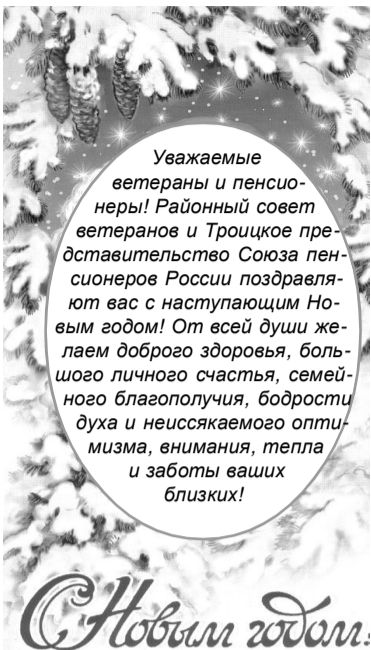 Уважаемые
ветераны и пенсио-
неры! Районный совет
ветеранов и Троицкое пре-
дставительство Союза пен-
сионеров России поздравля-
ют вас с наступающим Но-
вым годом! От всей души же-
лаем доброго здоровья, боль-
шого личного счастья, семей-
ного благополучия, бодрости
духа и неиссякаемого опти-
мизма, внимания, тепла
и заботы ваших
близких!
С Новым годом!